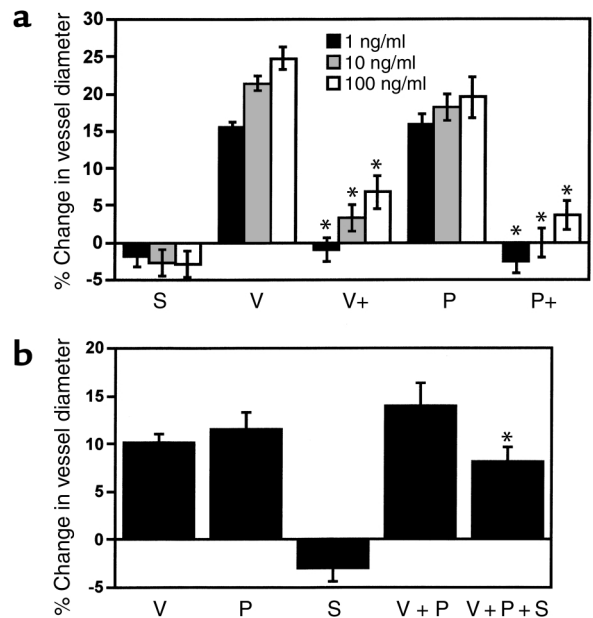 a
% Change in vessel diameter
30
25
20
15
10
5
0
-5
1 ng/ml
10 ng/ml
100 ng/ml
* * *
* * *
S V V+ P P+
b
% Change in vessel diameter
20
15
10
5
0
-5
*
V P S V + P V + P + S